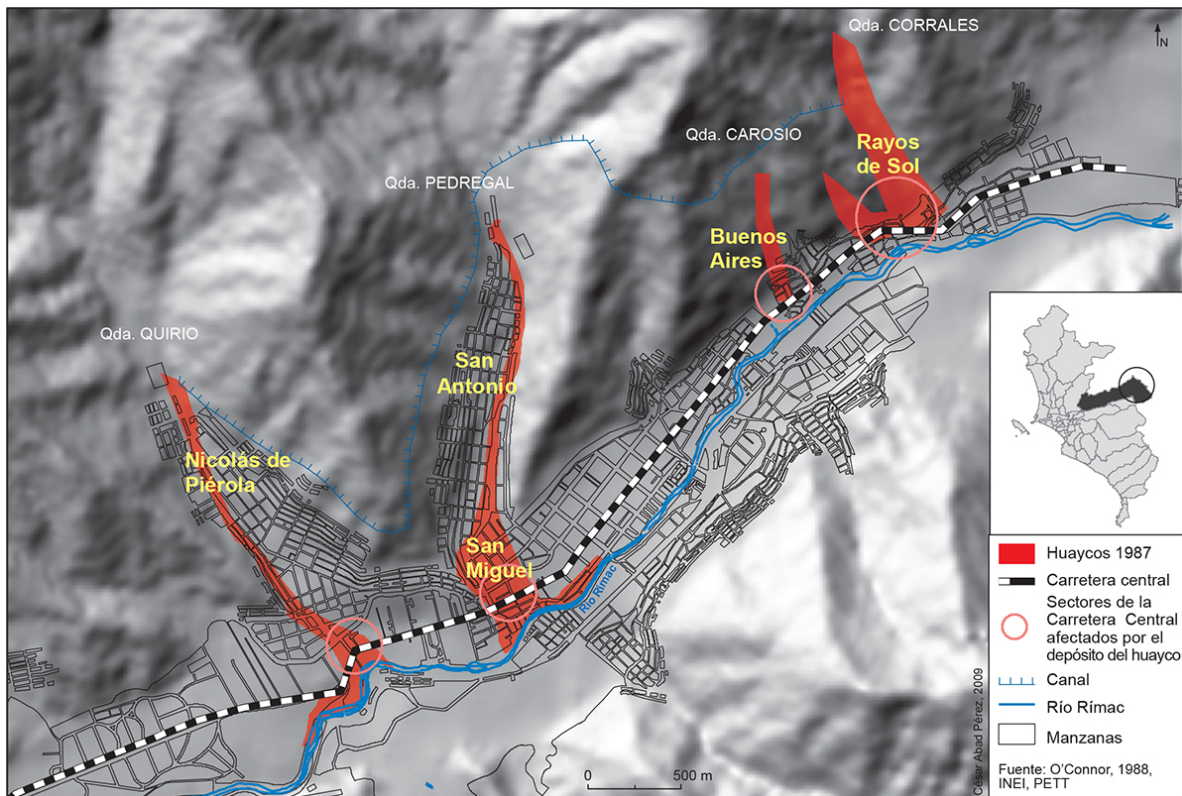 Qda. CORRALES
N
Qda. CAROSIO
Rayos
de Sol
Qda. PEDREGAL
Buenos
Aires
Qda. QUIRIO
San
Antonio
Nicolás de
Piérola
San
Miguel
Río Rímac
Huaycos 1987
Carretera central
Sectores de la
Carretera Central
afectados por el
depósito del huayco
Canal
Río Rímac
Manzanas
Fuente: O'Connor, 1988,
INEI, PETT
César Abad Pérez, 2009
0 500 m